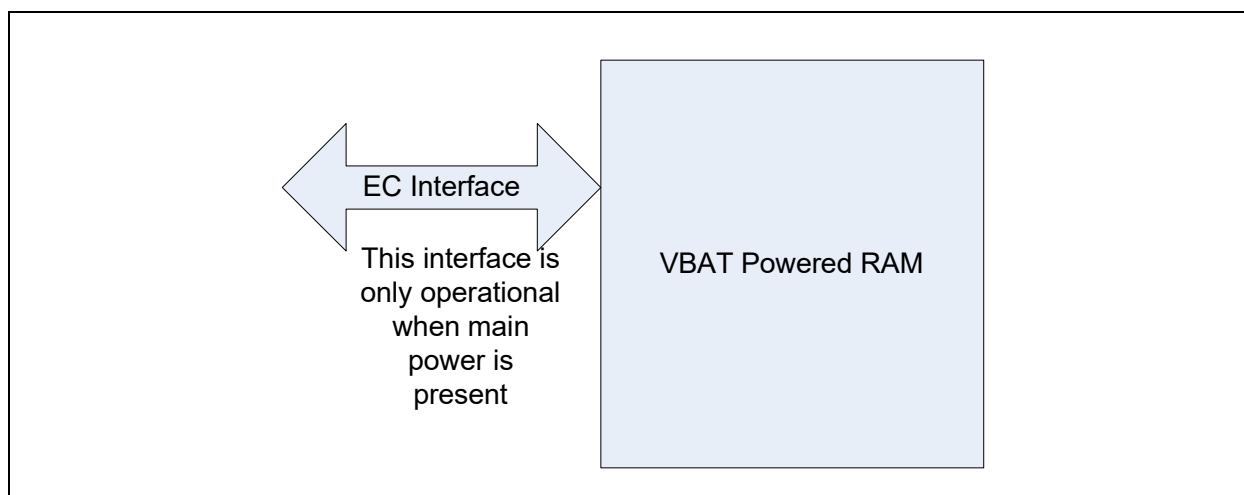 EC Interface
This interface is
only operational
when main
power is
present
VBAT Powered RAM